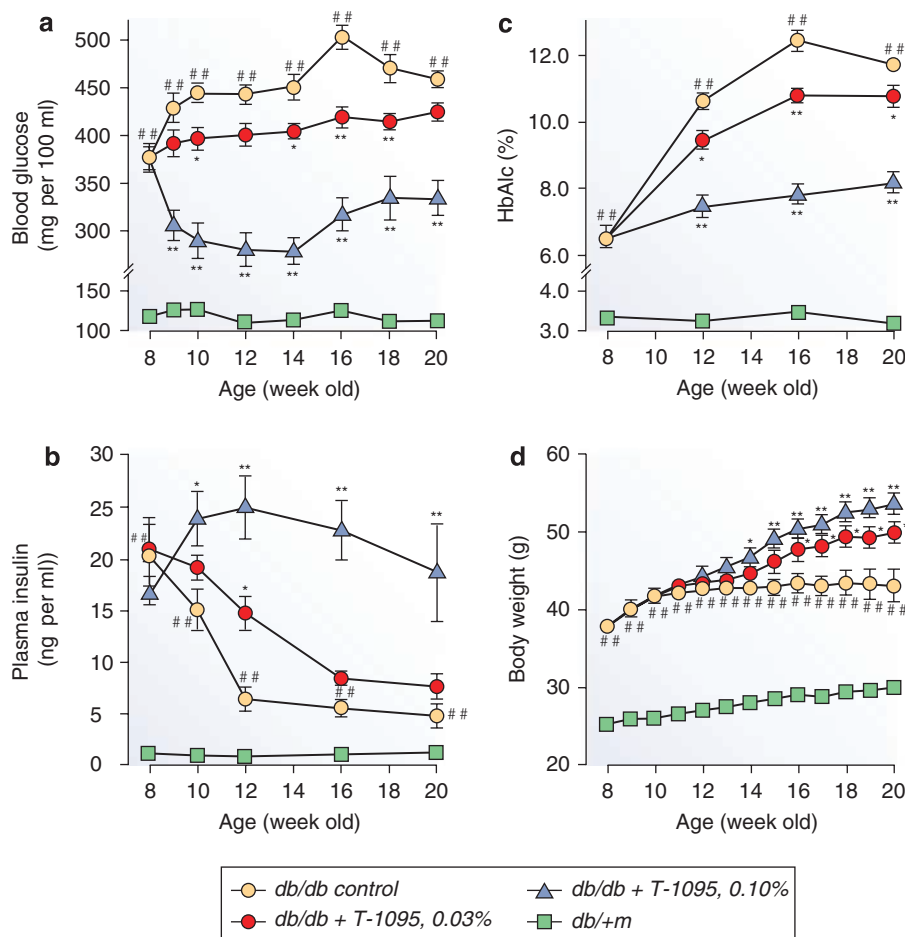 a
Blood glucose
(mg per 100 ml)
500
450
400
350
300
150
100
# #
# #
# #
# #
# #
# #
# #
# #
*
*
**
**
**
**
**
**
**
**
**
8 10 12 14 16 18 20
Age (week old)
c
HbAlc (%)
12.0
10.0
8.0
6.0
4.0
3.0
# #
# #
# #
# #
*
**
*
**
**
**
8 10 12 14 16 18 20
Age (week old)
b
Plasma insulin
(ng per ml))
30
25
20
15
10
5
0
# #
*
**
**
**
*
# #
# #
# #
# #
8 10 12 14 16 18 20
Age (week old)
d
Body weight (g)
60
50
40
30
20
* ** ** ** ** ** **
* * * * *
# # # # # # # # # # # # # # # # # # # # # # # # # #
8 10 12 14 16 18 20
Age (week old)
db/db control
db/db + T-1095, 0.10%
db/db + T-1095, 0.03%
db/+m